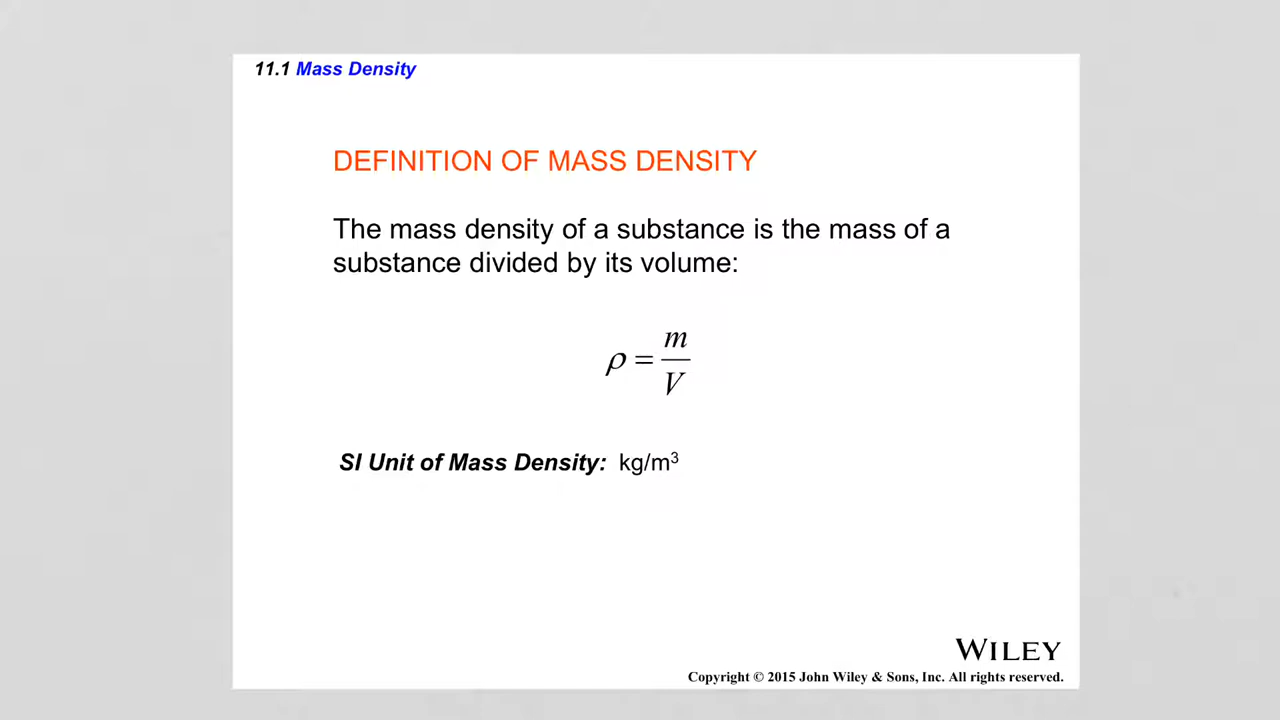 11.1 Mass Density
DEFINITION OF MASS DENSITY
The mass density of a substance is the mass of a
substance divided by its volume:
ρ = m/V
SI Unit of Mass Density: kg/m³
WILEY
Copyright © 2015 John Wiley & Sons, Inc. All rights reserved.